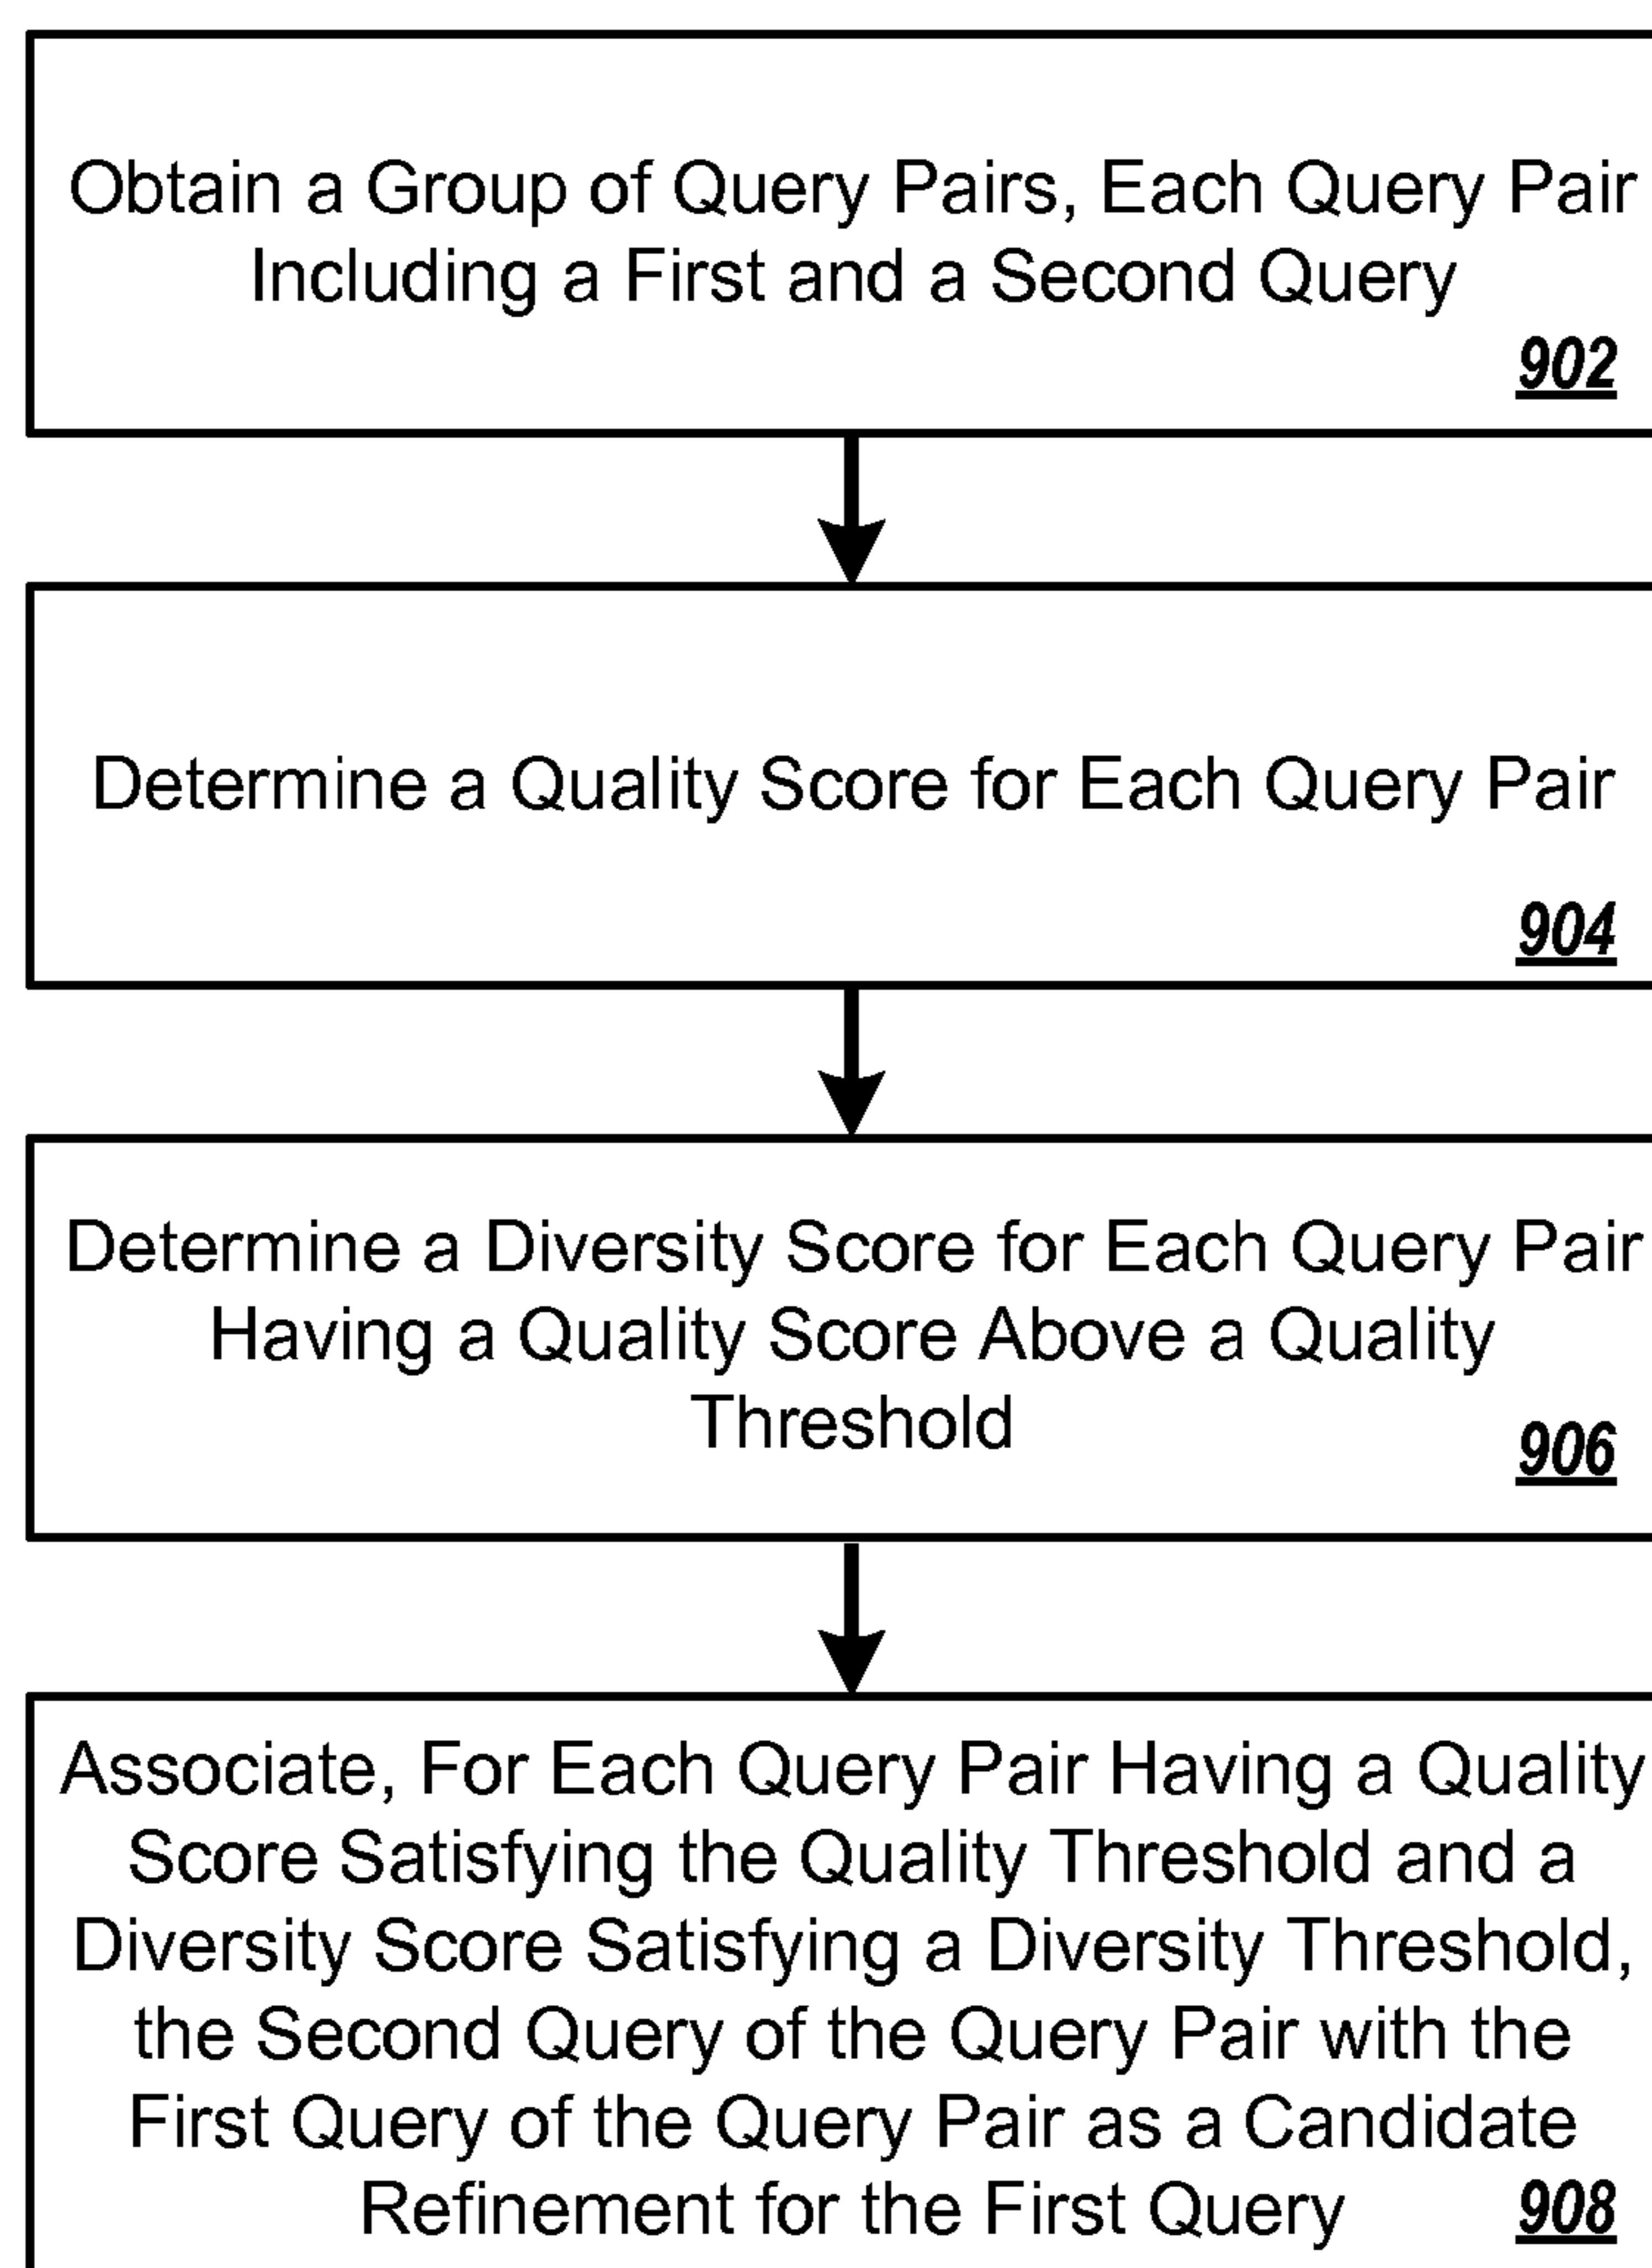 Obtain a Group of Query Pairs, Each Query Pair
Including a First and a Second Query
902
Determine a Quality Score for Each Query Pair
904
Determine a Diversity Score for Each Query Pair
Having a Quality Score Above a Quality
Threshold
906
Associate, For Each Query Pair Having a Quality
Score Satisfying the Quality Threshold and a
Diversity Score Satisfying a Diversity Threshold,
the Second Query of the Query Pair with the
First Query of the Query Pair as a Candidate
Refinement for the First Query
908